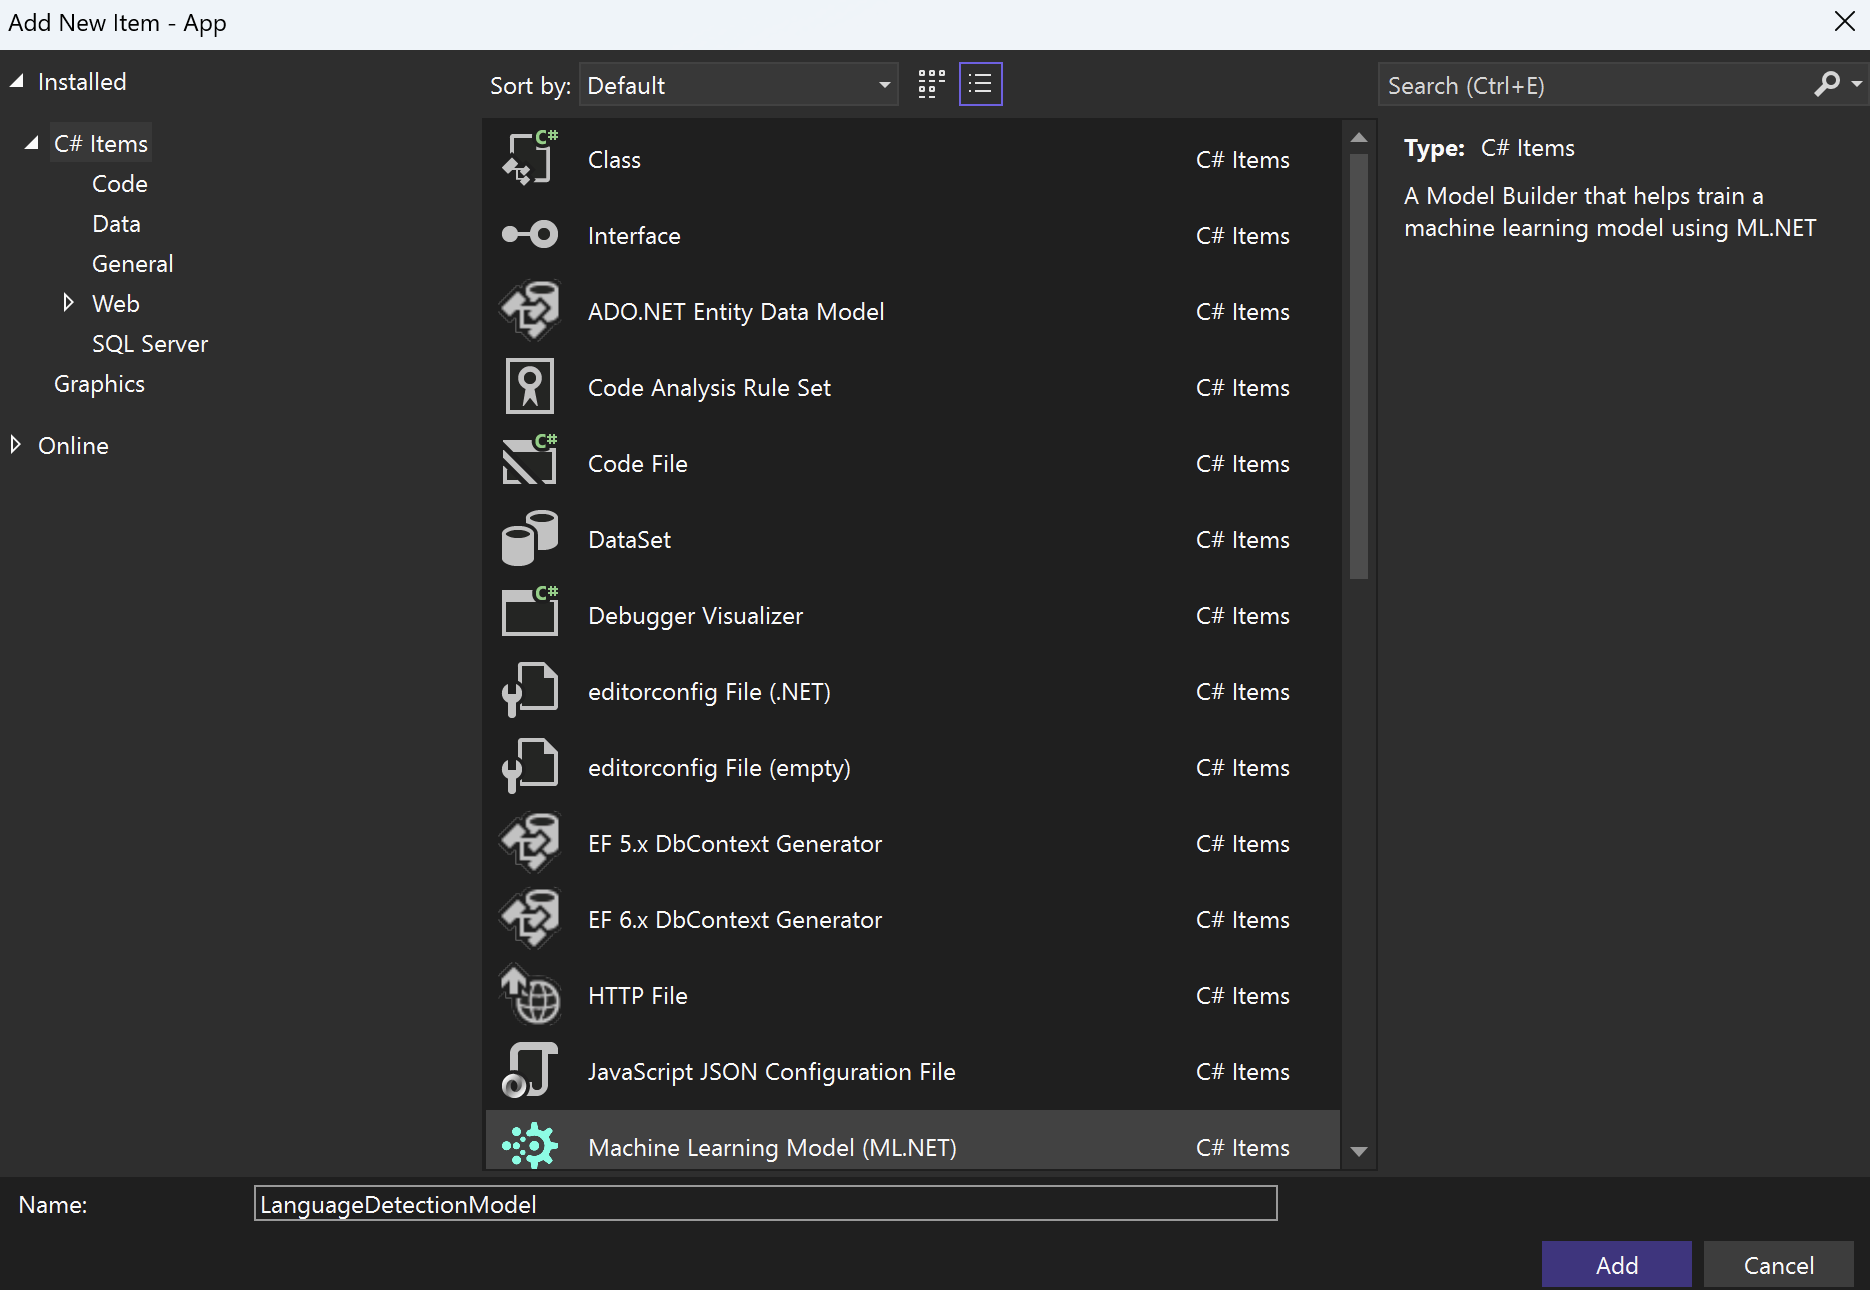 Add New Item - App
Installed
C# Items
Code
Data
General
Web
SQL Server
Graphics
Online
Sort by: Default
C# Class C# Items
Interface C# Items
ADO.NET Entity Data Model C# Items
Code Analysis Rule Set C# Items
C# Code File C# Items
DataSet C# Items
C# Debugger Visualizer C# Items
editorconfig File (.NET) C# Items
editorconfig File (empty) C# Items
EF 5.x DbContext Generator C# Items
EF 6.x DbContext Generator C# Items
HTTP File C# Items
JavaScript JSON Configuration File C# Items
Machine Learning Model (ML.NET) C# Items
Search (Ctrl+E)
Type: C# Items
A Model Builder that helps train a
machine learning model using ML.NET
Name: LanguageDetectionModel
Add Cancel